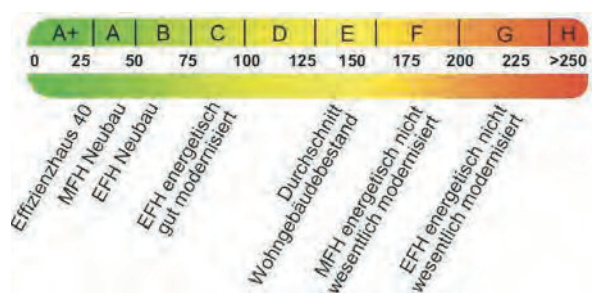 A+ A B C D E F G H
0 25 50 75 100 125 150 175 200 225 >250
Effizienzhaus 40
MFH Neubau
EFH Neubau
EFH energetisch
gut modernisiert
Durchschnitt
Wohngebäudebestand
MFH energetisch nicht
wesentlich modernisiert
EFH energetisch nicht
wesentlich modernisiert